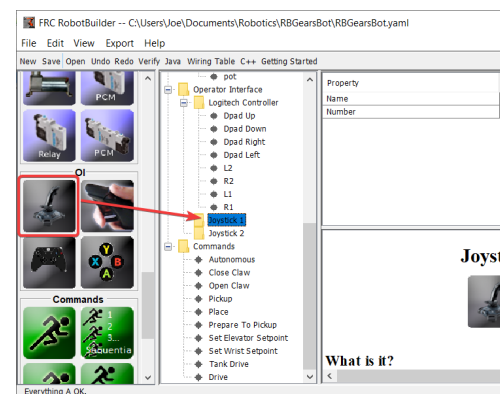 FRC RobotBuilder -- C:\Users\Joe\Documents\Robotics\RBGearsBot\RBGearsBot.yaml
File Edit View Export Help
New Save Open Undo Redo Verify Java Wiring Table C++ Getting Started
PCM
Relay
PCM
OI
Y
X
B
A
Commands
1
2
3...
Sequentia
pot
Operator Interface
Logitech Controller
Dpad Up
Dpad Down
Dpad Right
Dpad Left
L2
R2
L1
R1
Joystick 1
Joystick 2
Commands
Autonomous
Close Claw
Open Claw
Pickup
Place
Prepare To Pickup
Set Elevator Setpoint
Set Wrist Setpoint
Tank Drive
Drive
Property
Name
Number
Joyst
What is it?
Everything A OK.